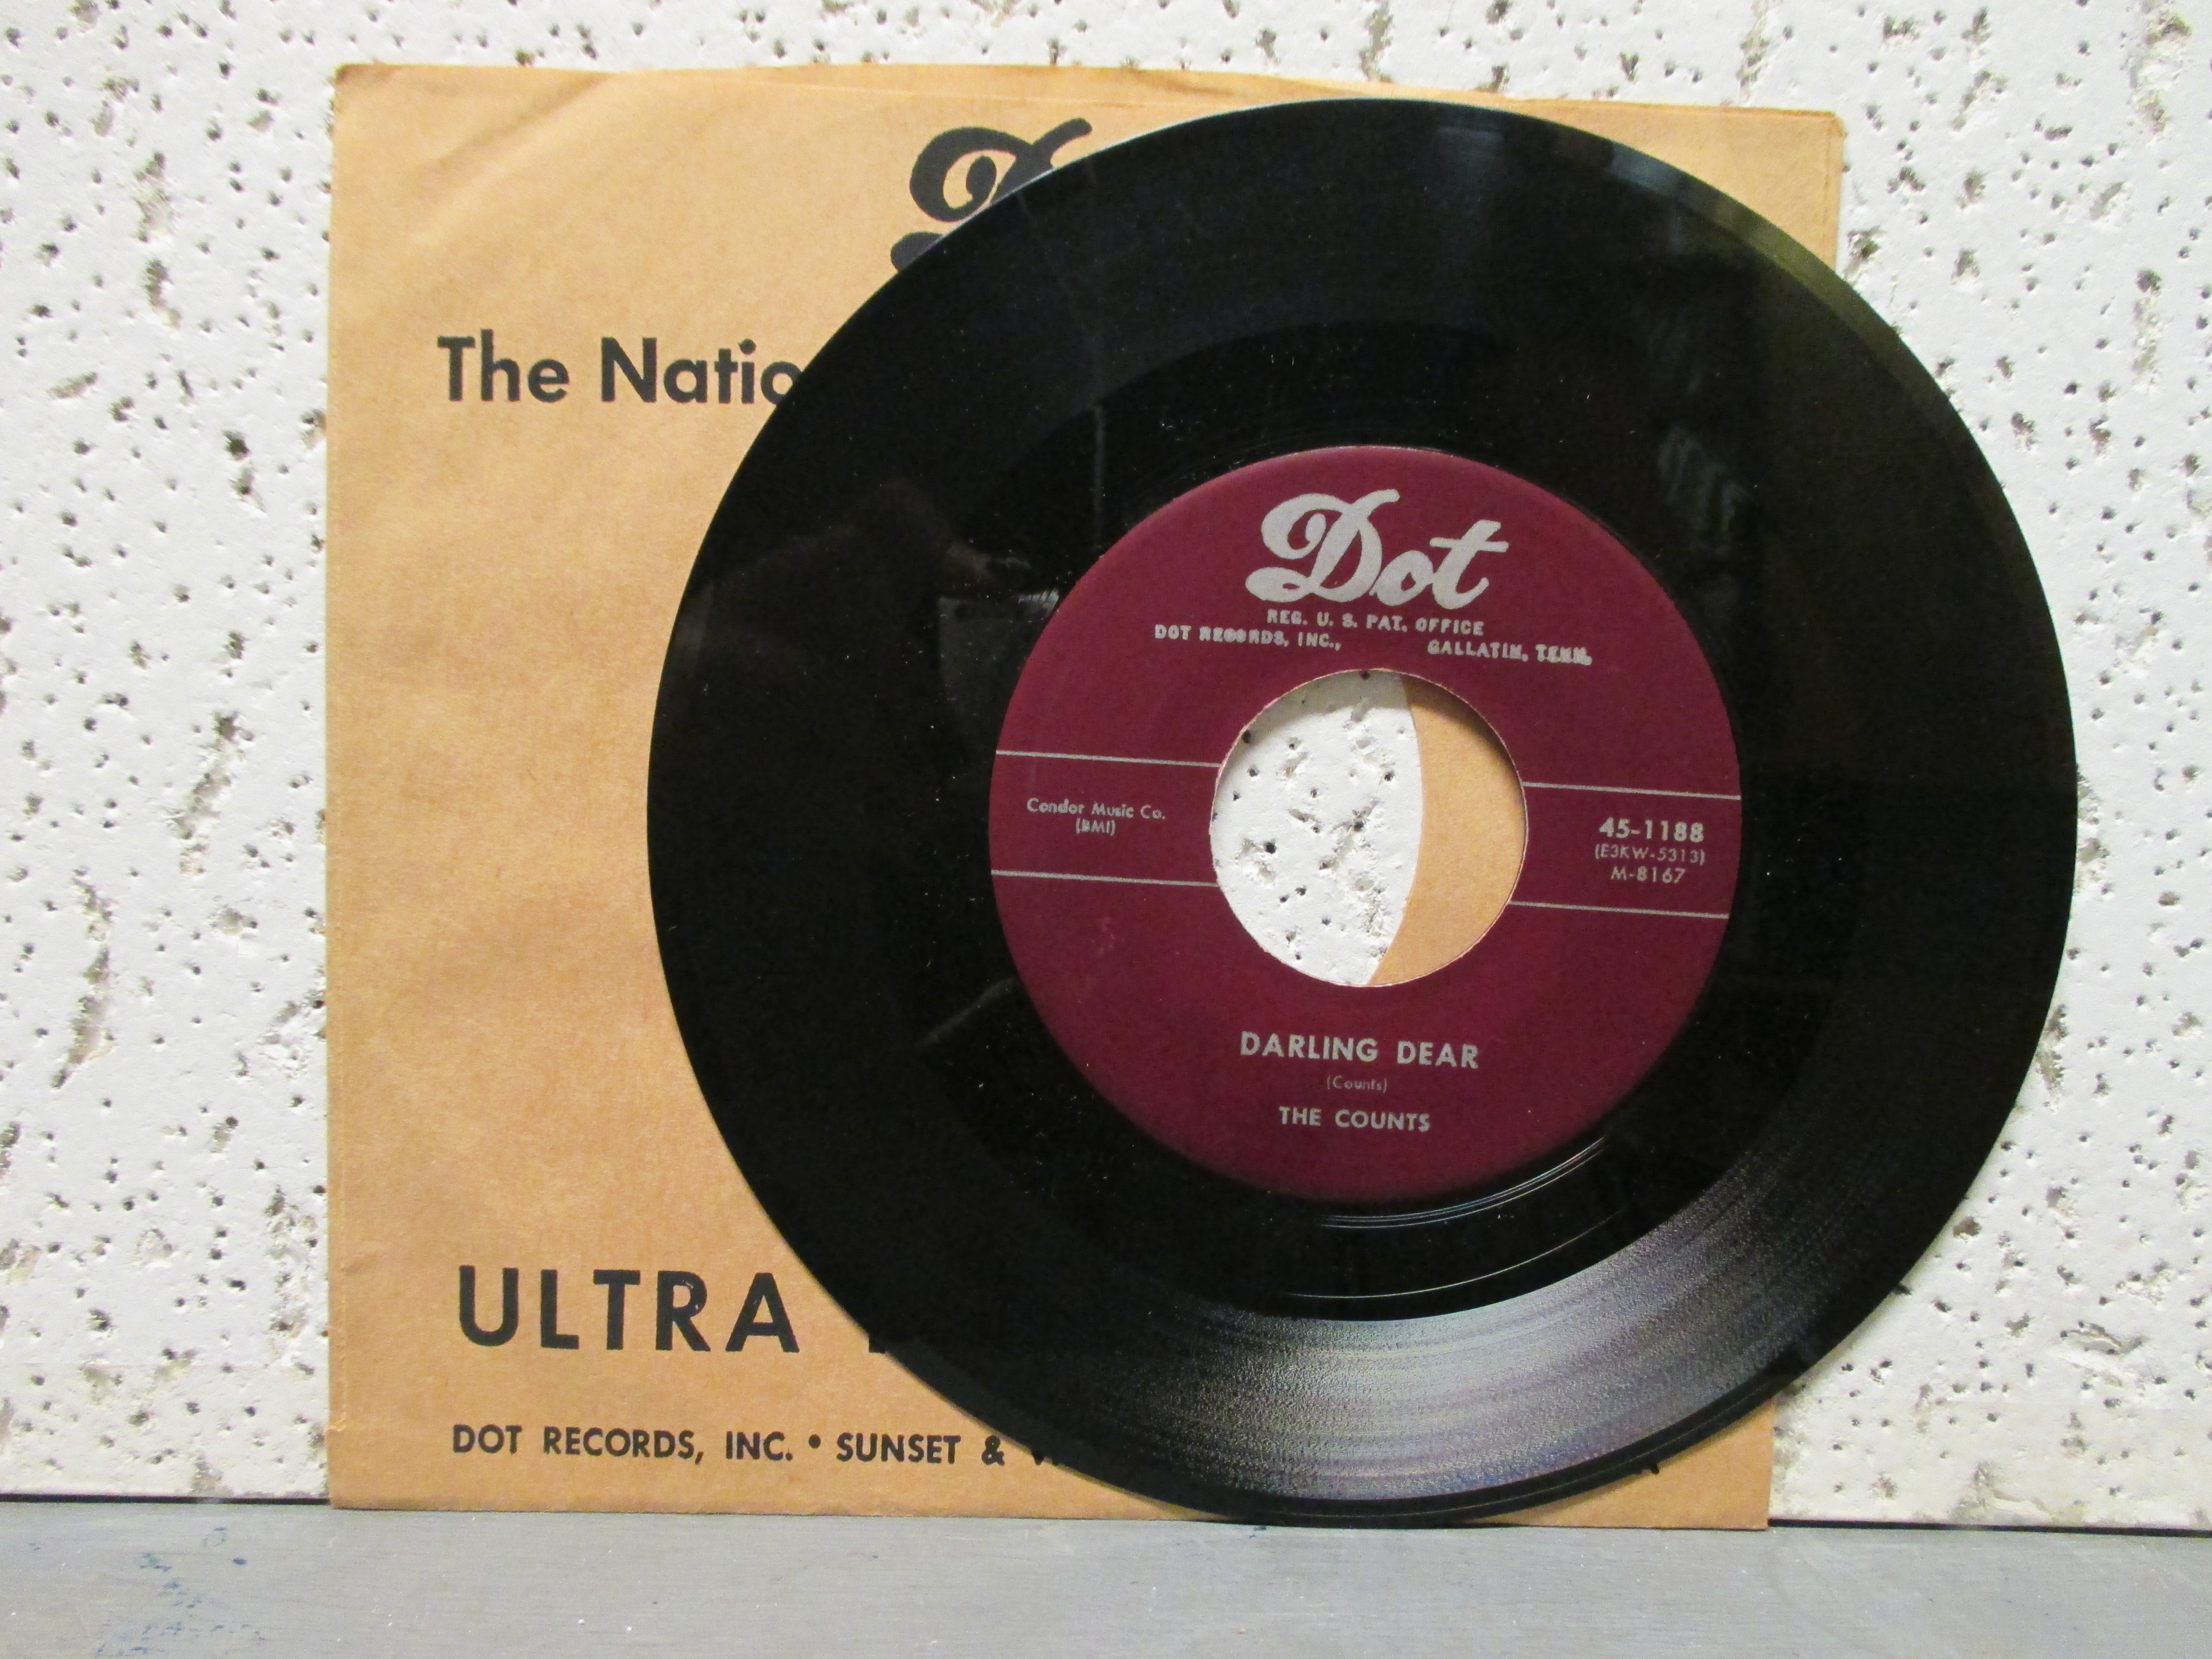 The Natio
ULTRA
DOT RECORDS, INC. • SUNSET &
Dot
REG. U. S. PAT. OFFICE
DOT RECORDS, INC., GALLATIN, TENN.
Condor Music Co.
(BMI)
45-1188
(E3KW-5313)
M-8167
DARLING DEAR
(Counts)
THE COUNTS